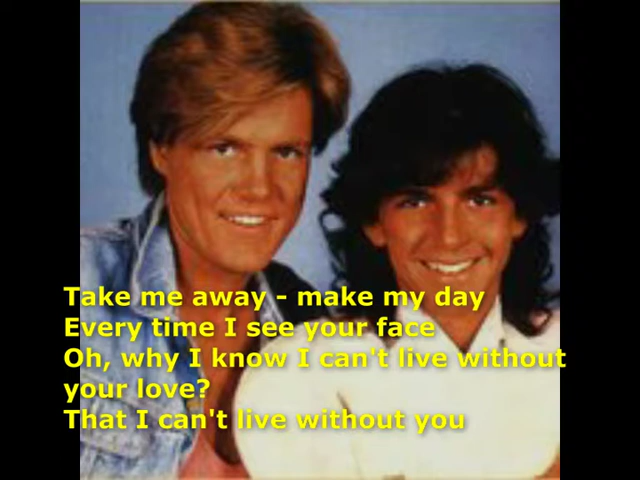 Take me away - make my day
Every time I see your face
Oh, why I know I can't live without
your love?
That I can't live without you